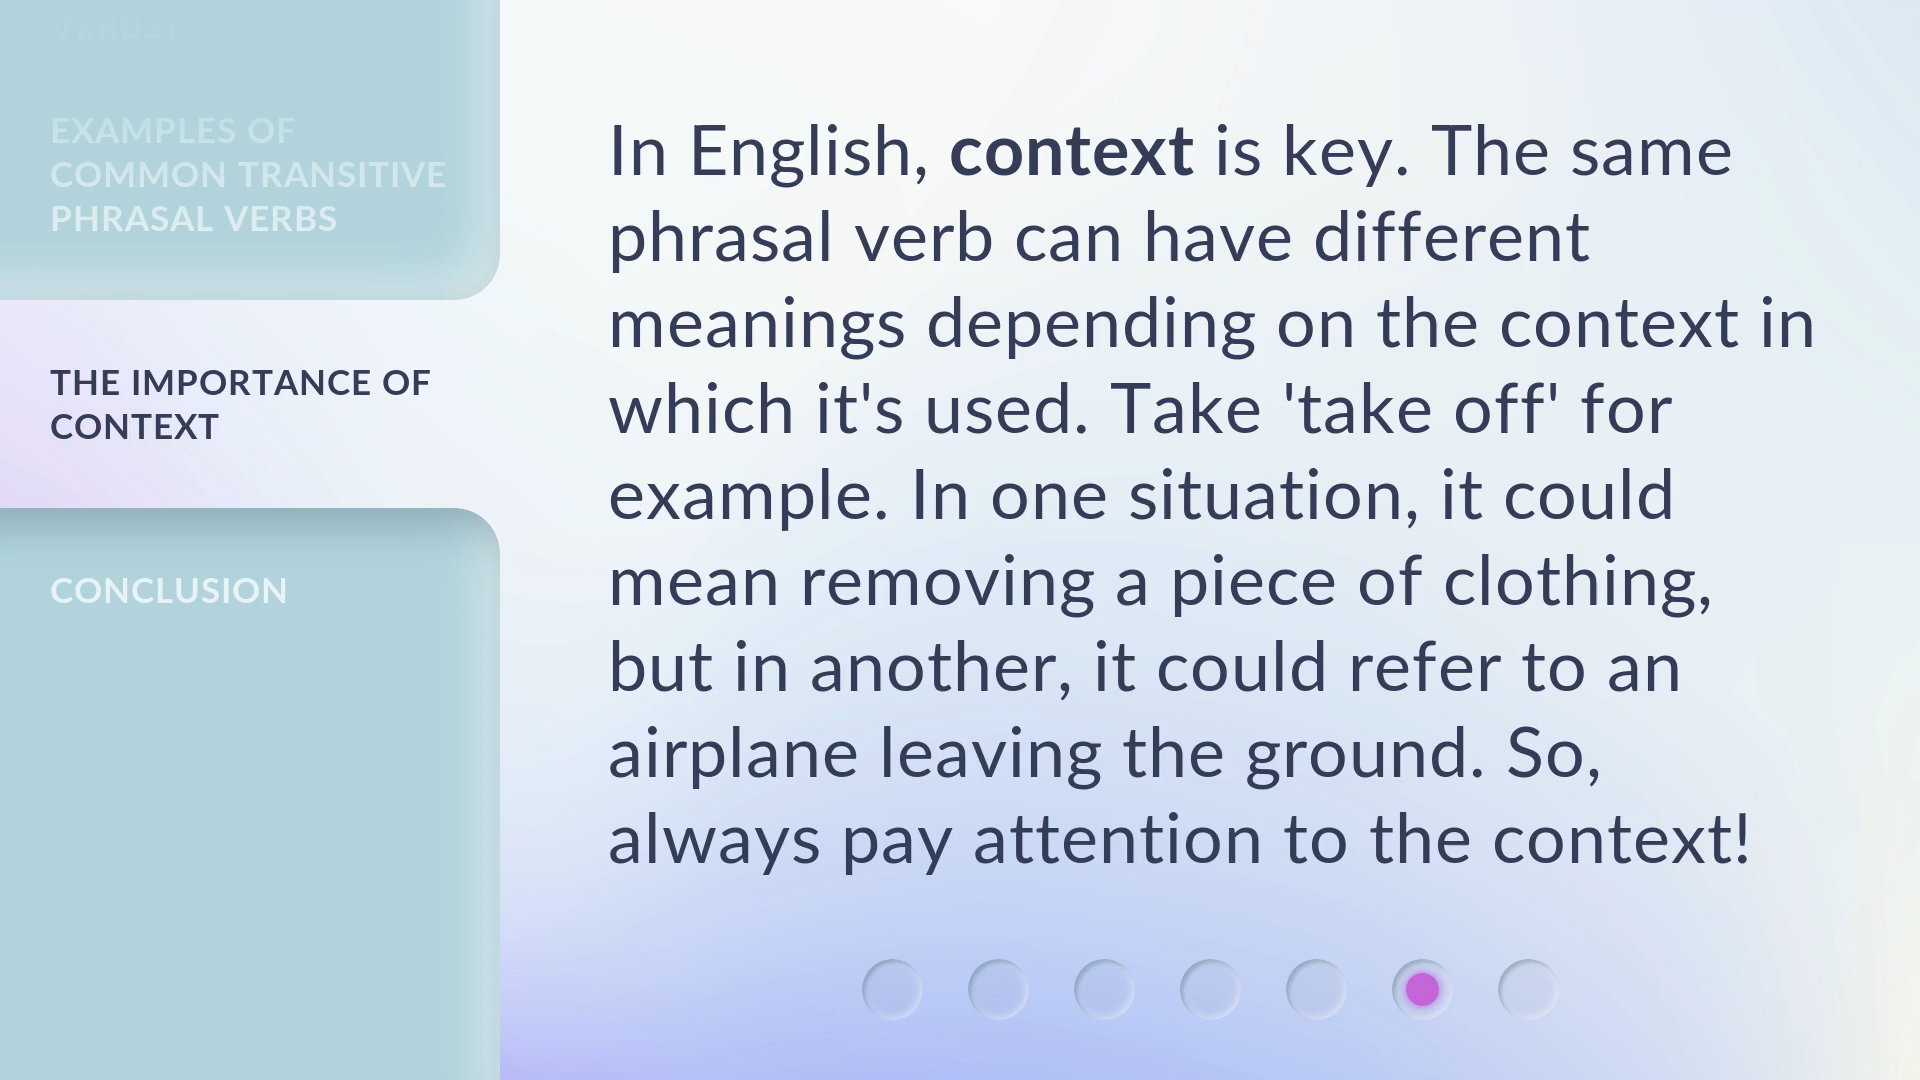 VERBS?
EXAMPLES OF
COMMON TRANSITIVE
PHRASAL VERBS
THE IMPORTANCE OF
CONTEXT
CONCLUSION
In English, context is key. The same
phrasal verb can have different
meanings depending on the context in
which it's used. Take 'take off' for
example. In one situation, it could
mean removing a piece of clothing,
but in another, it could refer to an
airplane leaving the ground. So,
always pay attention to the context!